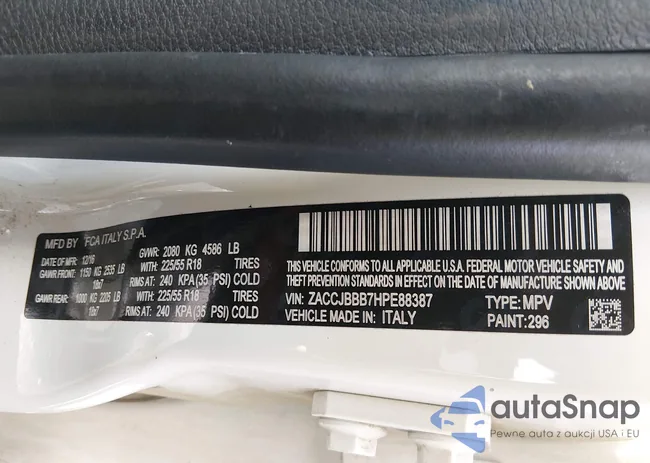 MFD BY FCA ITALY S.P.A.
DATE OF MFR: 12/16 GVWR: 2080 KG 4586 LB
GAWR FRONT: 1150 KG 2535 LB WITH: 225/55 R18 TIRES
18x7 RIMS AT: 240 KPA(35 PSI) COLD
GAWR REAR: 1000 KG 2205 LB WITH: 225/55 R18 TIRES
18x7 RIMS AT: 240 KPA(35 PSI) COLD
THIS VEHICLE CONFORMS TO ALL APPLICABLE U.S.A. FEDERAL MOTOR VEHICLE SAFETY AND
THEFT PREVENTION STANDARDS IN EFFECT ON THE DATE OF MANUFACTURE SHOWN ABOVE.
VIN: ZACCJBBB7HPE88387 TYPE: MPV
VEHICLE MADE IN: ITALY PAINT: 296
autaSnap
Pewne auta z aukcji USA i EU